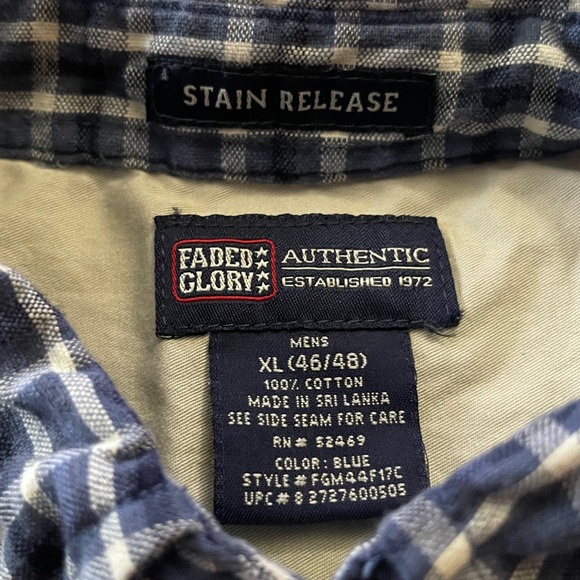 STAIN RELEASE
FADED GLORY
AUTHENTIC
ESTABLISHED 1972
MENS
XL (46/48)
100% COTTON
MADE IN SRI LANKA
SEE SIDE SEAM FOR CARE
RN# 52469
COLOR: BLUE
STYLE# FGM44F17C
UPC# 8 2727600505